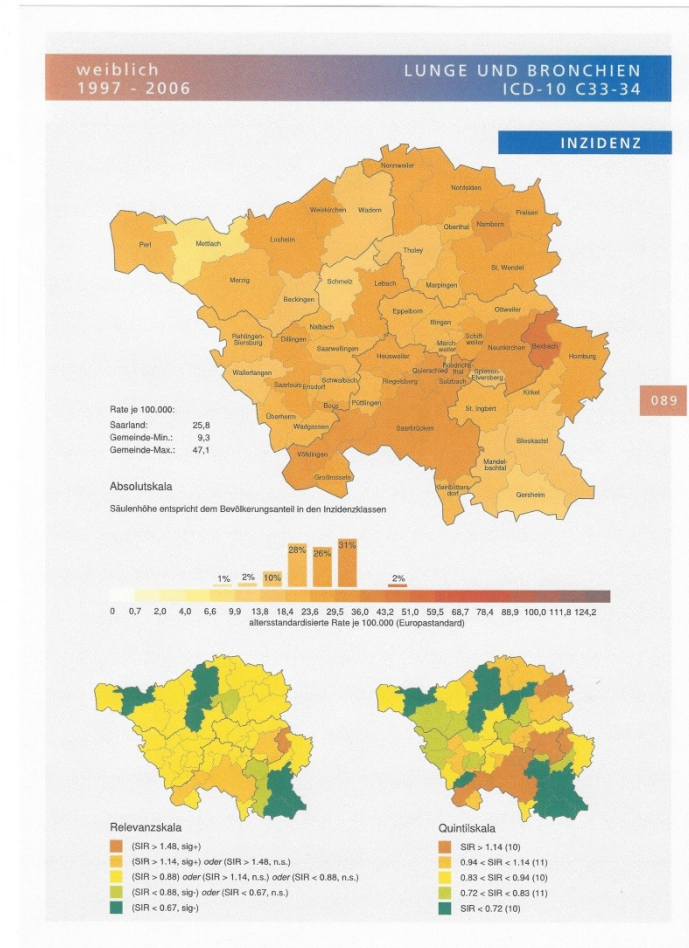 weiblich
1997 - 2006
LUNGE UND BRONCHIEN
ICD-10 C33-34
INZIDENZ
Nonnweiler
Nohfelden
Weiskirchen
Wadern
Freisen
Oberthal
Namborn
Perl
Mettlach
Losheim
Tholey
St. Wendel
Merzig
Schmelz
Lebach
Marpingen
Beckingen
Eppelborn
Ottweiler
Nalbach
Illingen
Rehlingen-
Siersburg
Dillingen
Saarwellingen
Merch-
weiler
Schiff-
weiler
Neunkirchen
Bexbach
Homburg
Heusweiler
Wallerfangen
Quierschied
Friedrichs-
thal
Spiesen-
Elversberg
Saarlouis
Ensdorf
Schwalbach
Riegelsberg
Sulzbach
Kirkel
Bous
Püttlingen
St. Ingbert
Überherrn
Wadgassen
Saarbrücken
Blieskastel
Völklingen
Mandel-
bachtal
Großrosseln
Kleinblitters-
dorf
Gersheim
089
Rate je 100.000:
Saarland: 25,8
Gemeinde-Min.: 9,3
Gemeinde-Max.: 47,1
Absolutskala
Säulenhöhe entspricht dem Bevölkerungsanteil in den Inzidenzklassen
1% 2% 10% 28% 26% 31% 2%
0 0,7 2,0 4,0 6,6 9,9 13,8 18,4 23,6 29,5 36,0 43,2 51,0 59,5 68,7 78,4 88,9 100,0 111,8 124,2
altersstandardisierte Rate je 100.000 (Europastandard)
Relevanzskala
(SIR > 1.48, sig+)
(SIR > 1.14, sig+) oder (SIR > 1.48, n.s.)
(SIR > 0.88) oder (SIR > 1.14, n.s.) oder (SIR < 0.88, n.s.)
(SIR < 0.88, sig-) oder (SIR < 0.67, n.s.)
(SIR < 0.67, sig-)
Quintilskala
SIR > 1.14 (10)
0.94 < SIR < 1.14 (11)
0.83 < SIR < 0.94 (10)
0.72 < SIR < 0.83 (11)
SIR < 0.72 (10)